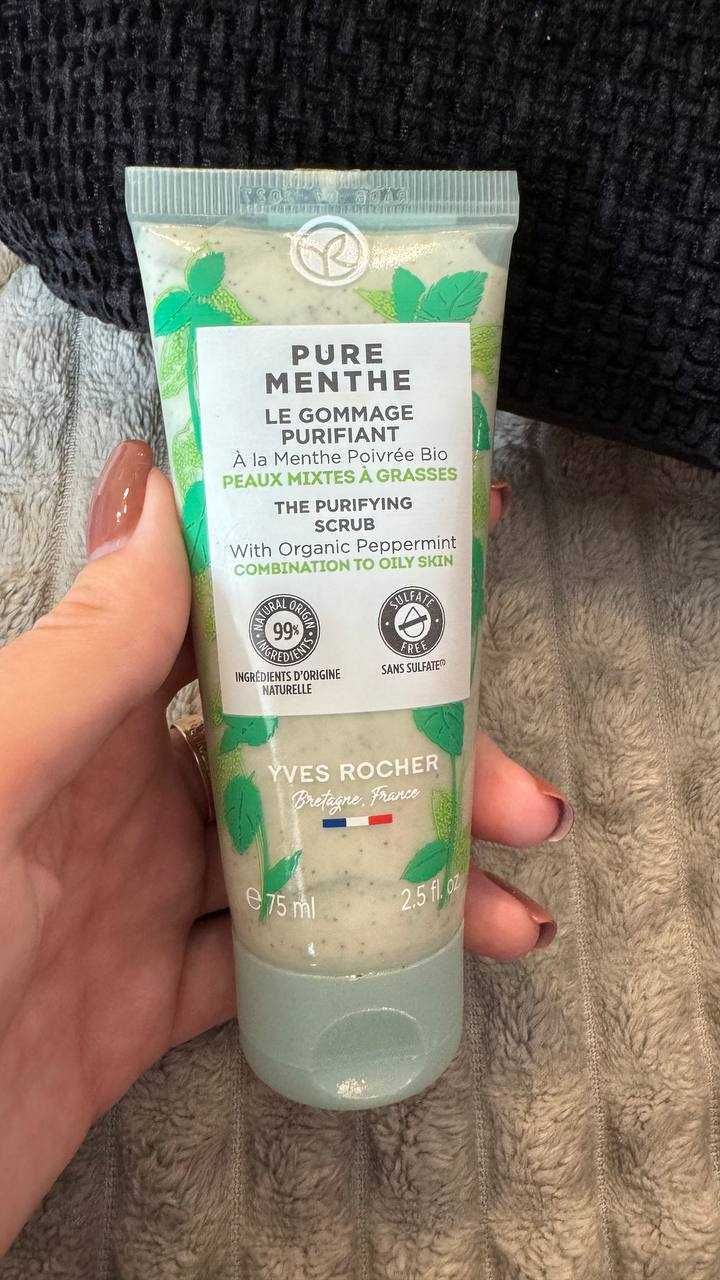 PURE
MENTHE
LE GOMMAGE
PURIFIANT
À la Menthe Poivrée Bio
PEAUX MIXTES À GRASSES
THE PURIFYING
SCRUB
With Organic Peppermint
COMBINATION TO OILY SKIN
NATURAL ORIGIN
99%
INGREDIENTS
INGRÉDIENTS D'ORIGINE
NATURELLE
SULFATE
FREE
SANS SULFATE⁽¹⁾
YVES ROCHER
Bretagne, France
e 75 ml
2.5 fl. oz